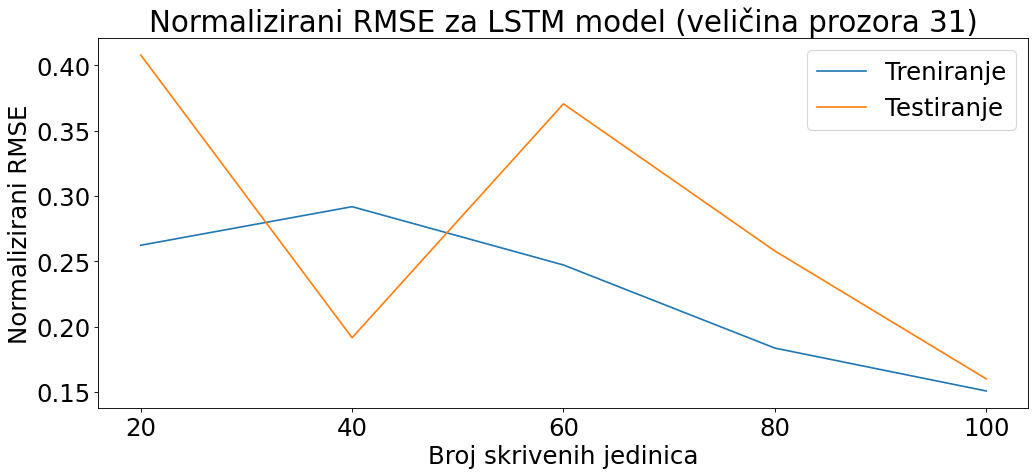 Normalizirani RMSE za LSTM model (veličina prozora 31)
Treniranje
Testiranje
Normalizirani RMSE
0.40
0.35
0.30
0.25
0.20
0.15
20 40 60 80 100
Broj skrivenih jedinica